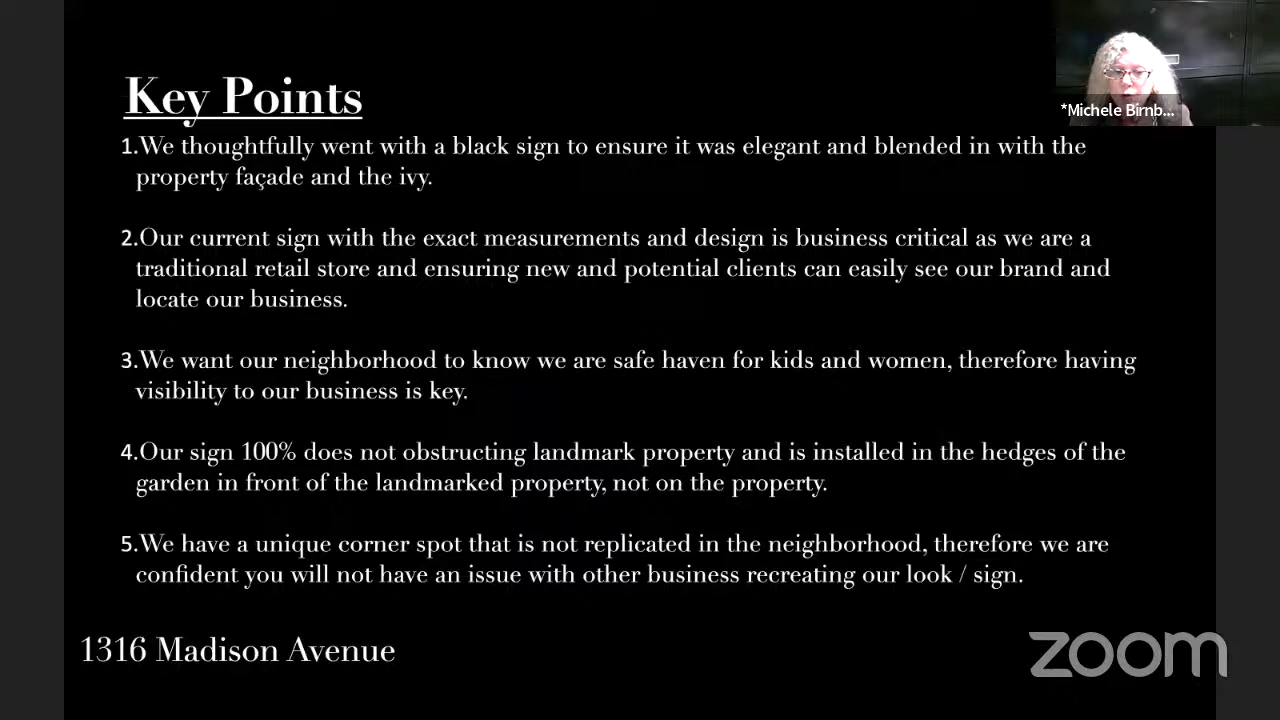 Key Points
*Michele Birnb...
1.We thoughtfully went with a black sign to ensure it was elegant and blended in with the
property façade and the ivy.
2.Our current sign with the exact measurements and design is business critical as we are a
traditional retail store and ensuring new and potential clients can easily see our brand and
locate our business.
3.We want our neighborhood to know we are safe haven for kids and women, therefore having
visibility to our business is key.
4.Our sign 100% does not obstructing landmark property and is installed in the hedges of the
garden in front of the landmarked property, not on the property.
5.We have a unique corner spot that is not replicated in the neighborhood, therefore we are
confident you will not have an issue with other business recreating our look / sign.
1316 Madison Avenue
zoom